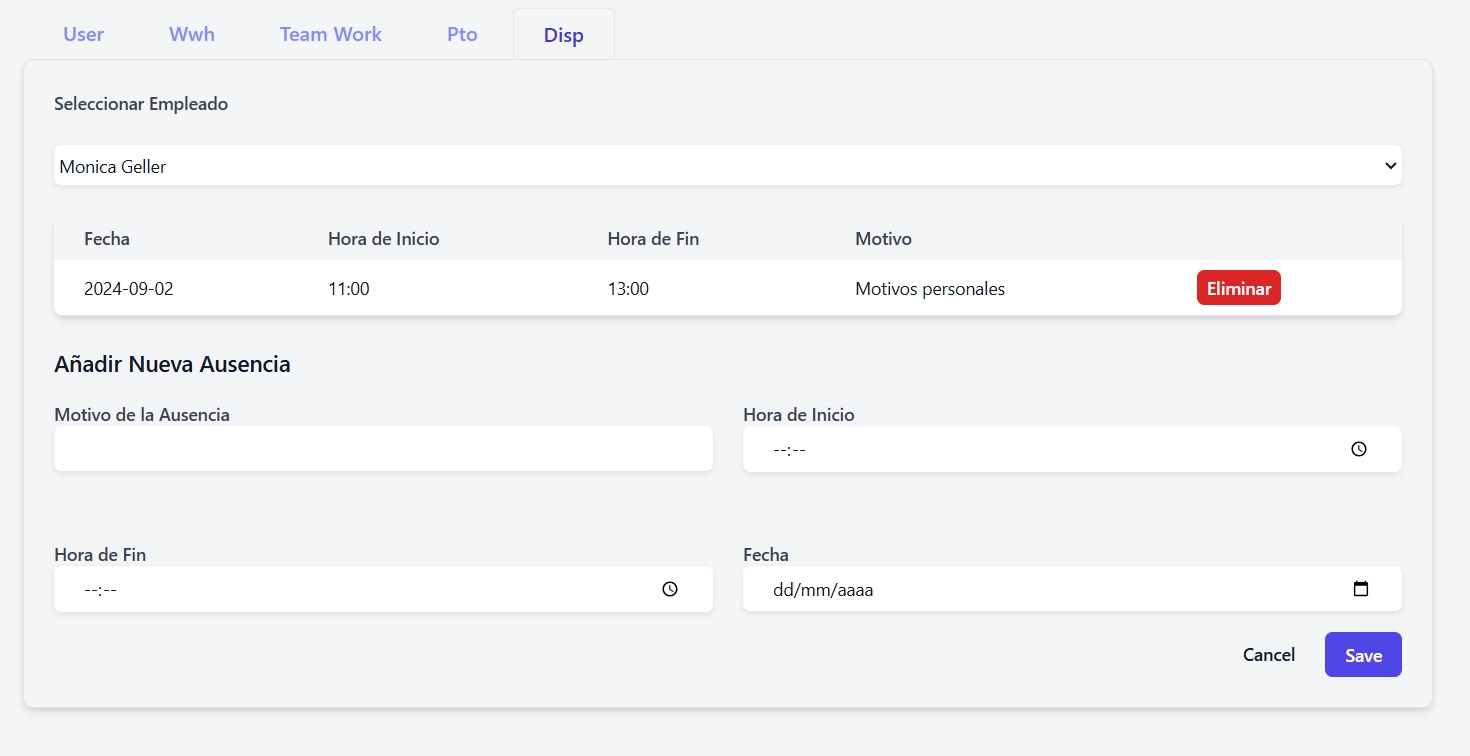 User Wwh Team Work Pto Disp
Seleccionar Empleado
Monica Geller
Fecha Hora de Inicio Hora de Fin Motivo
2024-09-02 11:00 13:00 Motivos personales Eliminar
Añadir Nueva Ausencia
Motivo de la Ausencia Hora de Inicio
--:--
Hora de Fin Fecha
--:-- dd/mm/aaaa
Cancel Save